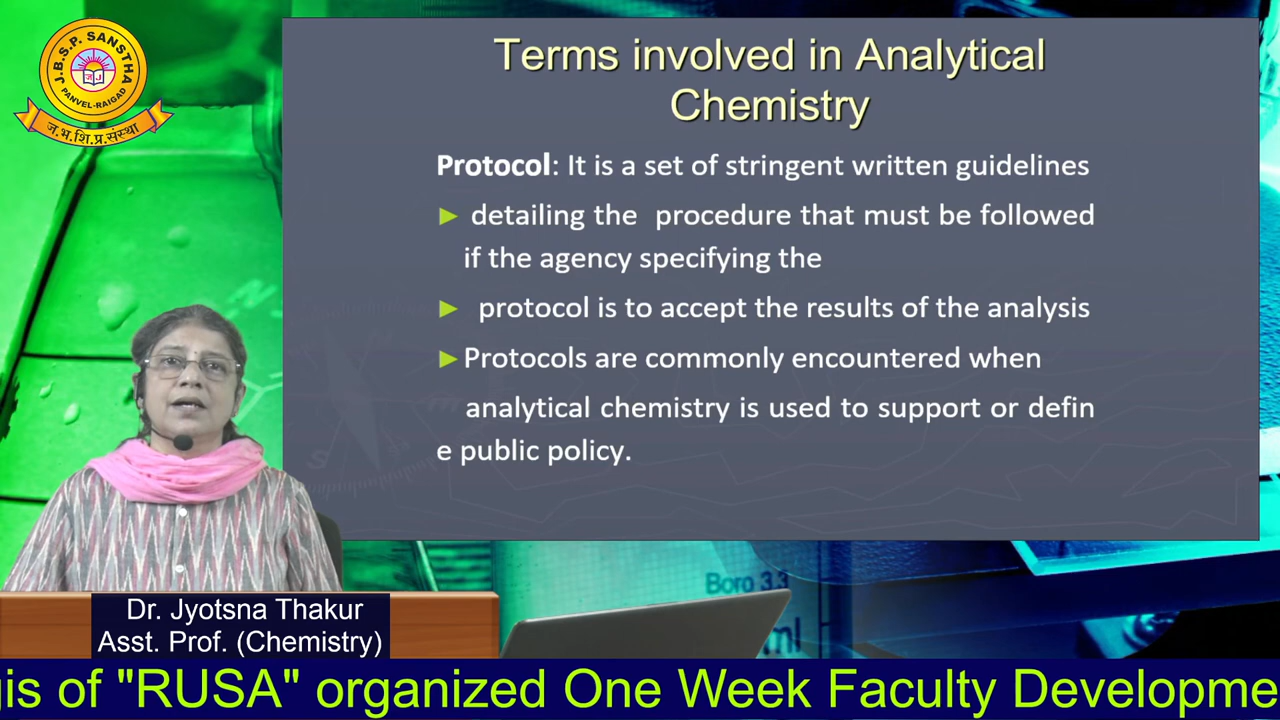 J.B.S.P. SANSTHA
PANVEL-RAIGAD
ज.भ.शि.प्र.संस्था
Terms involved in Analytical
Chemistry
Protocol: It is a set of stringent written guidelines
► detailing the procedure that must be followed
if the agency specifying the
► protocol is to accept the results of the analysis
►Protocols are commonly encountered when
analytical chemistry is used to support or defin
e public policy.
Boro 3.3
ml
Dr. Jyotsna Thakur
Asst. Prof. (Chemistry)
gis of "RUSA" organized One Week Faculty Developme